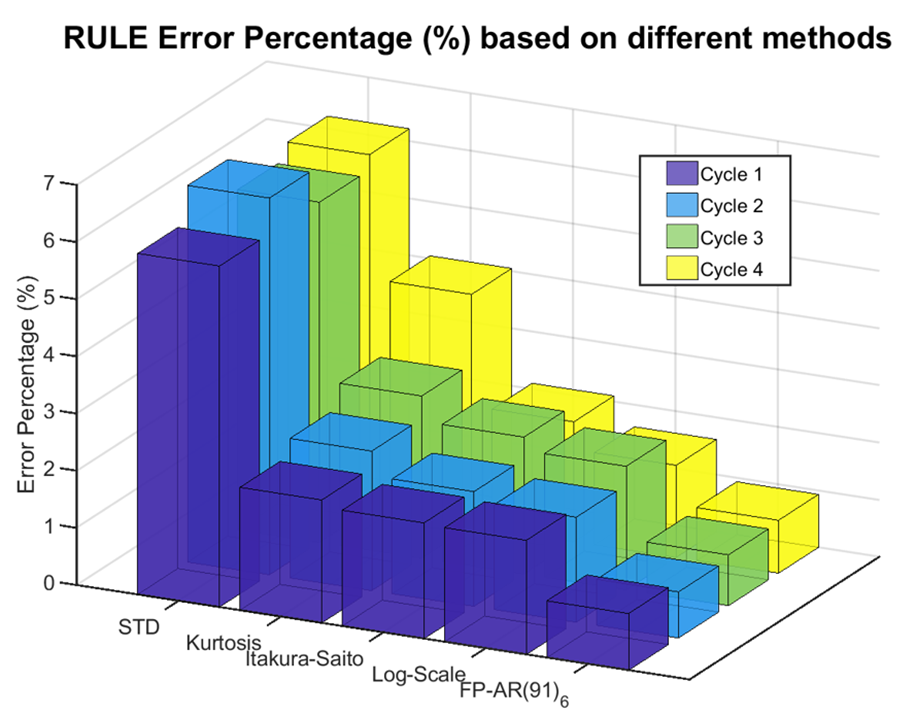 RULE Error Percentage (%) based on different methods
Cycle 1
Cycle 2
Cycle 3
Cycle 4
Error Percentage (%)
7
6
5
4
3
2
1
0
STD
Kurtosis
Itakura-Saito
Log-Scale
FP-AR(91)6